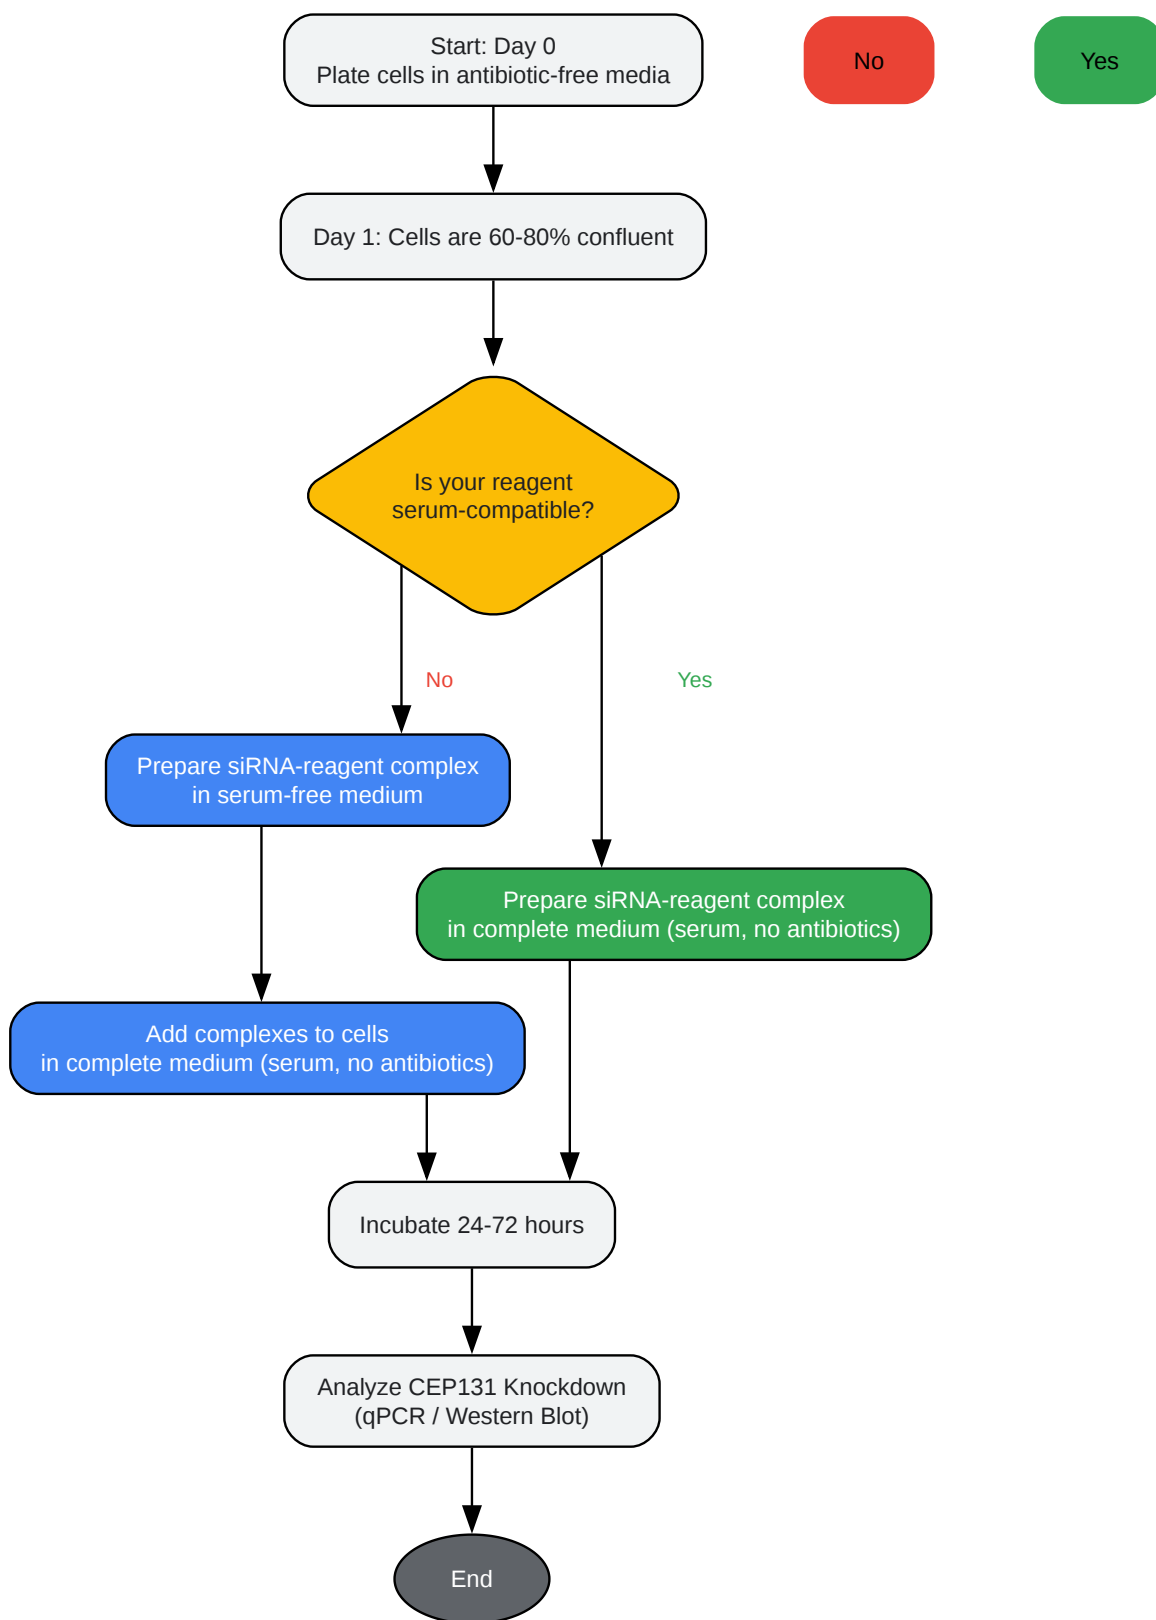 Start: Day 0
Plate cells in antibiotic-free media
No
Yes
Day 1: Cells are 60-80% confluent
Is your reagent
serum-compatible?
No
Yes
Prepare siRNA-reagent complex
in serum-free medium
Prepare siRNA-reagent complex
in complete medium (serum, no antibiotics)
Add complexes to cells
in complete medium (serum, no antibiotics)
Incubate 24-72 hours
Analyze CEP131 Knockdown
(qPCR / Western Blot)
End